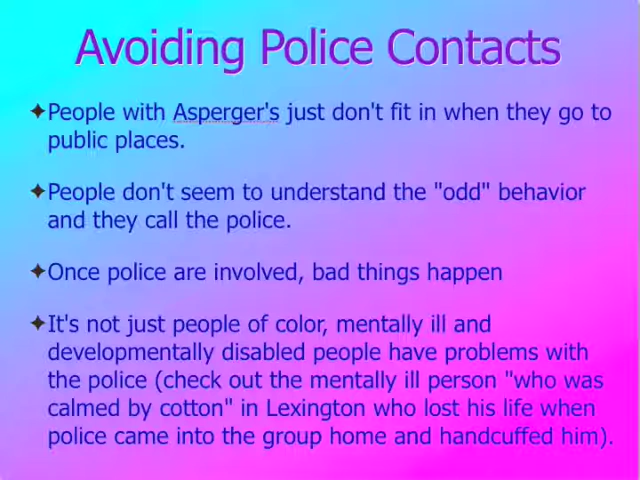 Avoiding Police Contacts
✦People with Asperger's just don't fit in when they go to
public places.
✦People don't seem to understand the "odd" behavior
and they call the police.
✦Once police are involved, bad things happen
✦It's not just people of color, mentally ill and
developmentally disabled people have problems with
the police (check out the mentally ill person "who was
calmed by cotton" in Lexington who lost his life when
police came into the group home and handcuffed him).